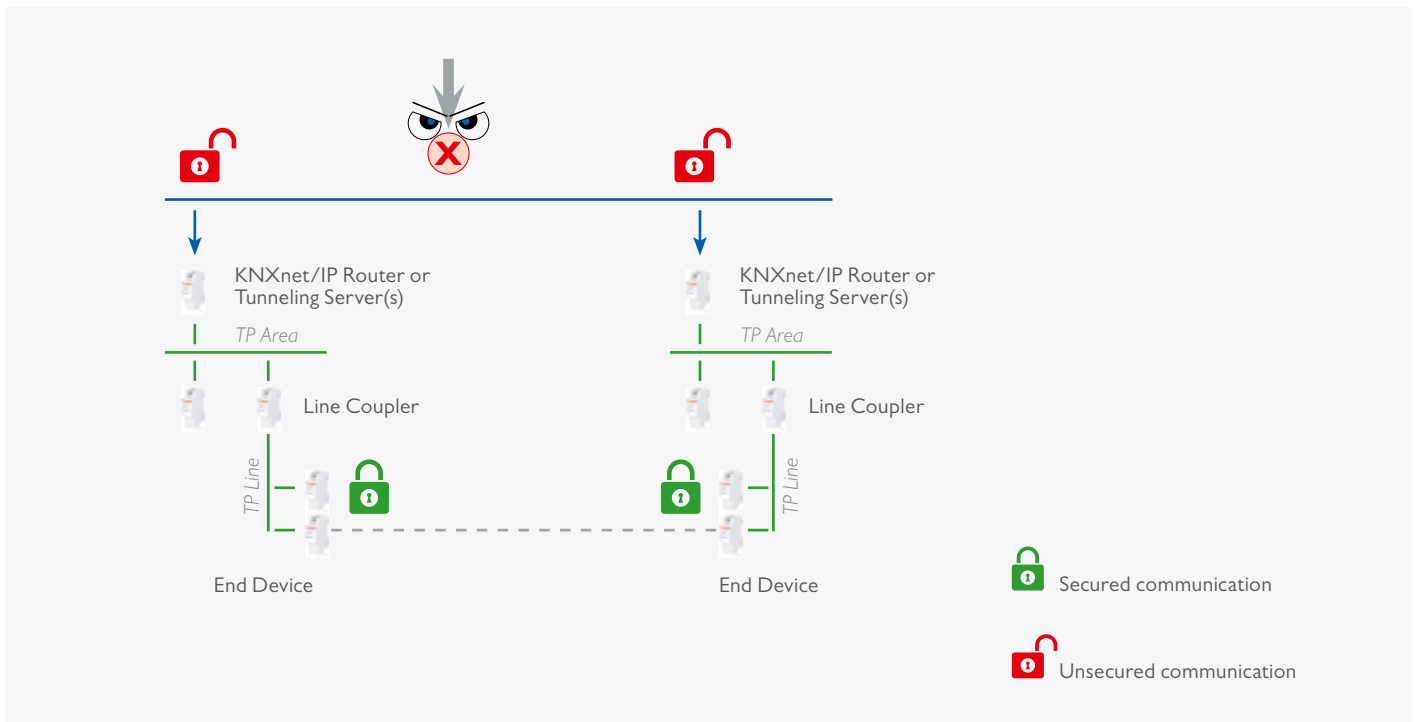 X
KNXnet/IP Router or
Tunneling Server(s)
TP Area
Line Coupler
TP Line
End Device
KNXnet/IP Router or
Tunneling Server(s)
TP Area
Line Coupler
TP Line
End Device
Secured communication
Unsecured communication